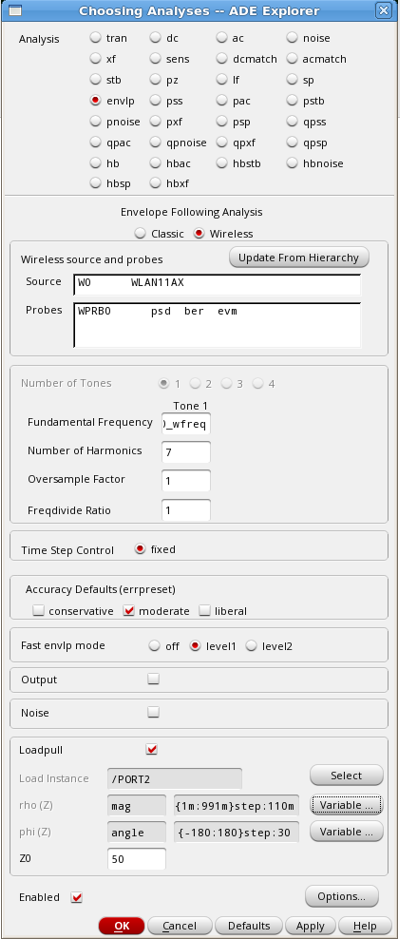 Choosing Analyses -- ADE Explorer
Analysis
tran dc ac noise
xf sens dcmatch acmatch
stb pz lf sp
envlp pss pac pstb
pnoise pxf psp qpss
qpac qpnoise qpxf qpsp
hb hbac hbstb hbnoise
hbsp hbxf
Envelope Following Analysis
Classic Wireless
Wireless source and probes Update From Hierarchy
Source W0 WLAN11AX
Probes WPRB0 psd ber evm
Number of Tones 1 2 3 4
Tone 1
Fundamental Frequency )_wfreq
Number of Harmonics 7
Oversample Factor 1
Freqdivide Ratio 1
Time Step Control fixed
Accuracy Defaults (errpreset)
conservative moderate liberal
Fast envlp mode off level1 level2
Output
Noise
Loadpull
Load Instance /PORT2 Select
rho (Z) mag {1m:991m}step:110m Variable ...
phi (Z) angle {-180:180}step:30 Variable ...
Z0 50
Enabled Options...
OK Cancel Defaults Apply Help